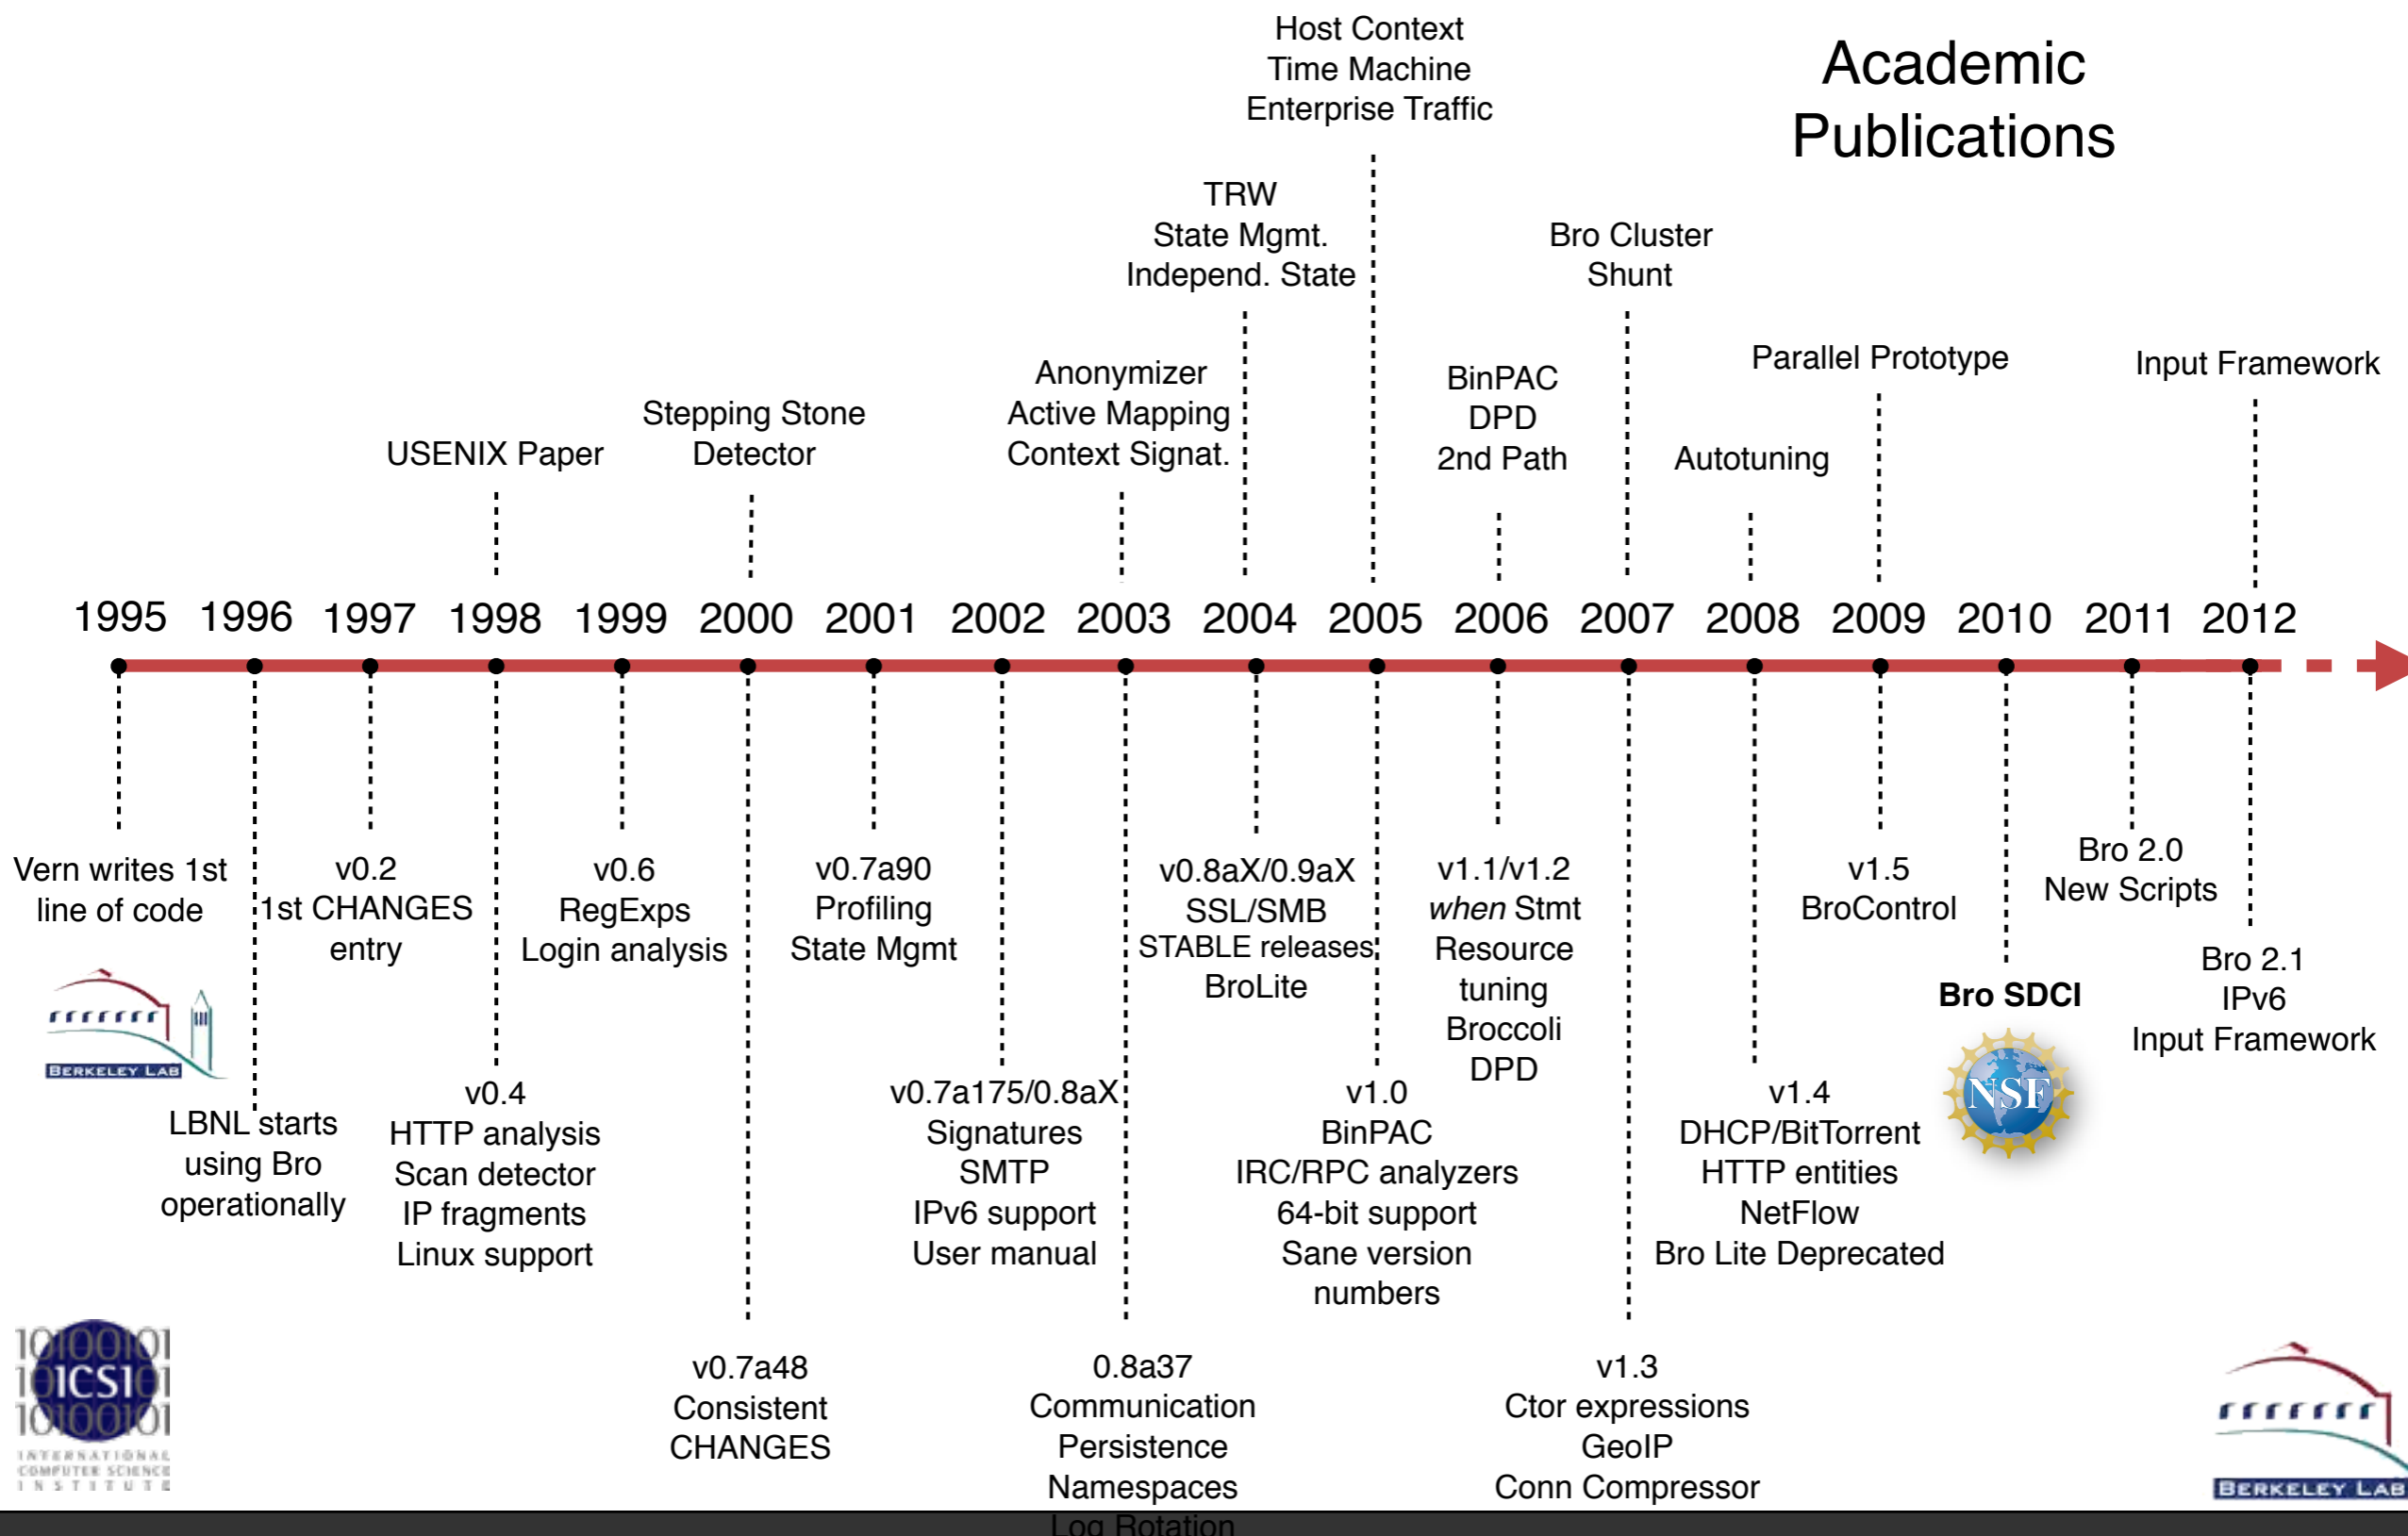 Host Context
Time Machine
Enterprise Traffic
Academic
Publications
TRW
State Mgmt.
Independ. State
Bro Cluster
Shunt
Parallel Prototype
Input Framework
Anonymizer
Active Mapping
Context Signat.
BinPAC
DPD
2nd Path
Stepping Stone
Detector
USENIX Paper
Autotuning
1995 1996 1997 1998 1999 2000 2001 2002 2003 2004 2005 2006 2007 2008 2009 2010 2011 2012
Vern writes 1st
line of code
v0.2
1st CHANGES
entry
v0.6
RegExps
Login analysis
v0.7a90
Profiling
State Mgmt
v0.8aX/0.9aX
SSL/SMB
STABLE releases
BroLite
v1.1/v1.2
when Stmt
Resource
tuning
Broccoli
DPD
v1.5
BroControl
Bro 2.0
New Scripts
Bro 2.1
IPv6
Input Framework
Bro SDCI
NSF
BERKELEY LAB
LBNL starts
using Bro
operationally
v0.4
HTTP analysis
Scan detector
IP fragments
Linux support
v0.7a175/0.8aX
Signatures
SMTP
IPv6 support
User manual
v1.0
BinPAC
IRC/RPC analyzers
64-bit support
Sane version
numbers
v1.4
DHCP/BitTorrent
HTTP entities
NetFlow
Bro Lite Deprecated
10100101
ICSI
10100101
INTERNATIONAL
COMPUTER SCIENCE
INSTITUTE
v0.7a48
Consistent
CHANGES
0.8a37
Communication
Persistence
Namespaces
Log Rotation
v1.3
Ctor expressions
GeoIP
Conn Compressor
BERKELEY LAB